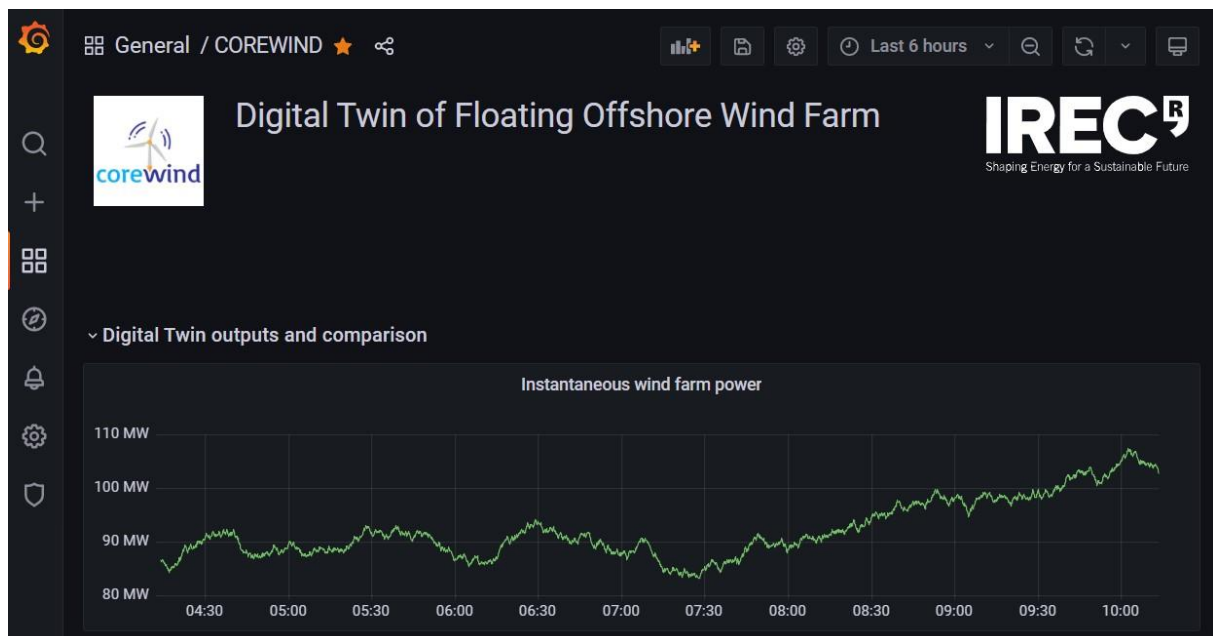 General / COREWIND
Last 6 hours
corewind
Digital Twin of Floating Offshore Wind Farm
IREC R
Shaping Energy for a Sustainable Future
Digital Twin outputs and comparison
Instantaneous wind farm power
110 MW
100 MW
90 MW
80 MW
04:30 05:00 05:30 06:00 06:30 07:00 07:30 08:00 08:30 09:00 09:30 10:00